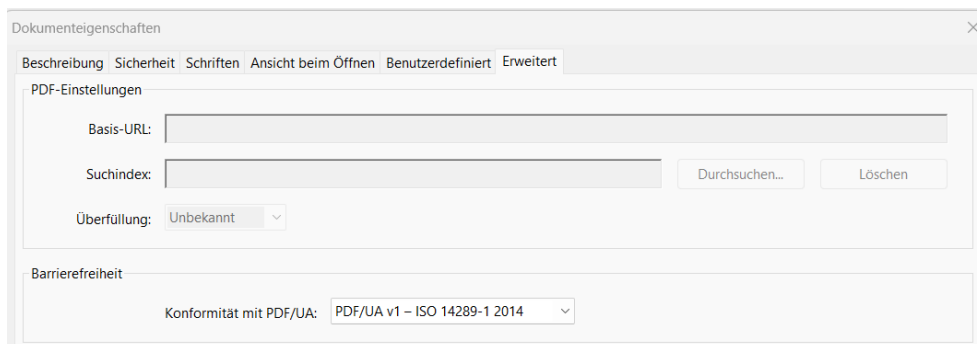 Dokumenteigenschaften
Beschreibung Sicherheit Schriften Ansicht beim Öffnen Benutzerdefiniert Erweitert
PDF-Einstellungen
Basis-URL:
Suchindex: Durchsuchen... Löschen
Überfüllung: Unbekannt
Barrierefreiheit
Konformität mit PDF/UA: PDF/UA v1 – ISO 14289-1 2014